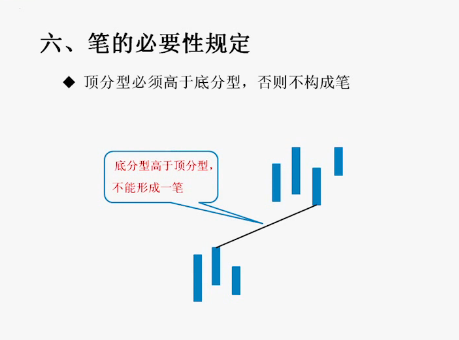 六、笔的必要性规定
◆ 顶分型必须高于底分型，否则不构成笔
底分型高于顶分型，
不能形成一笔